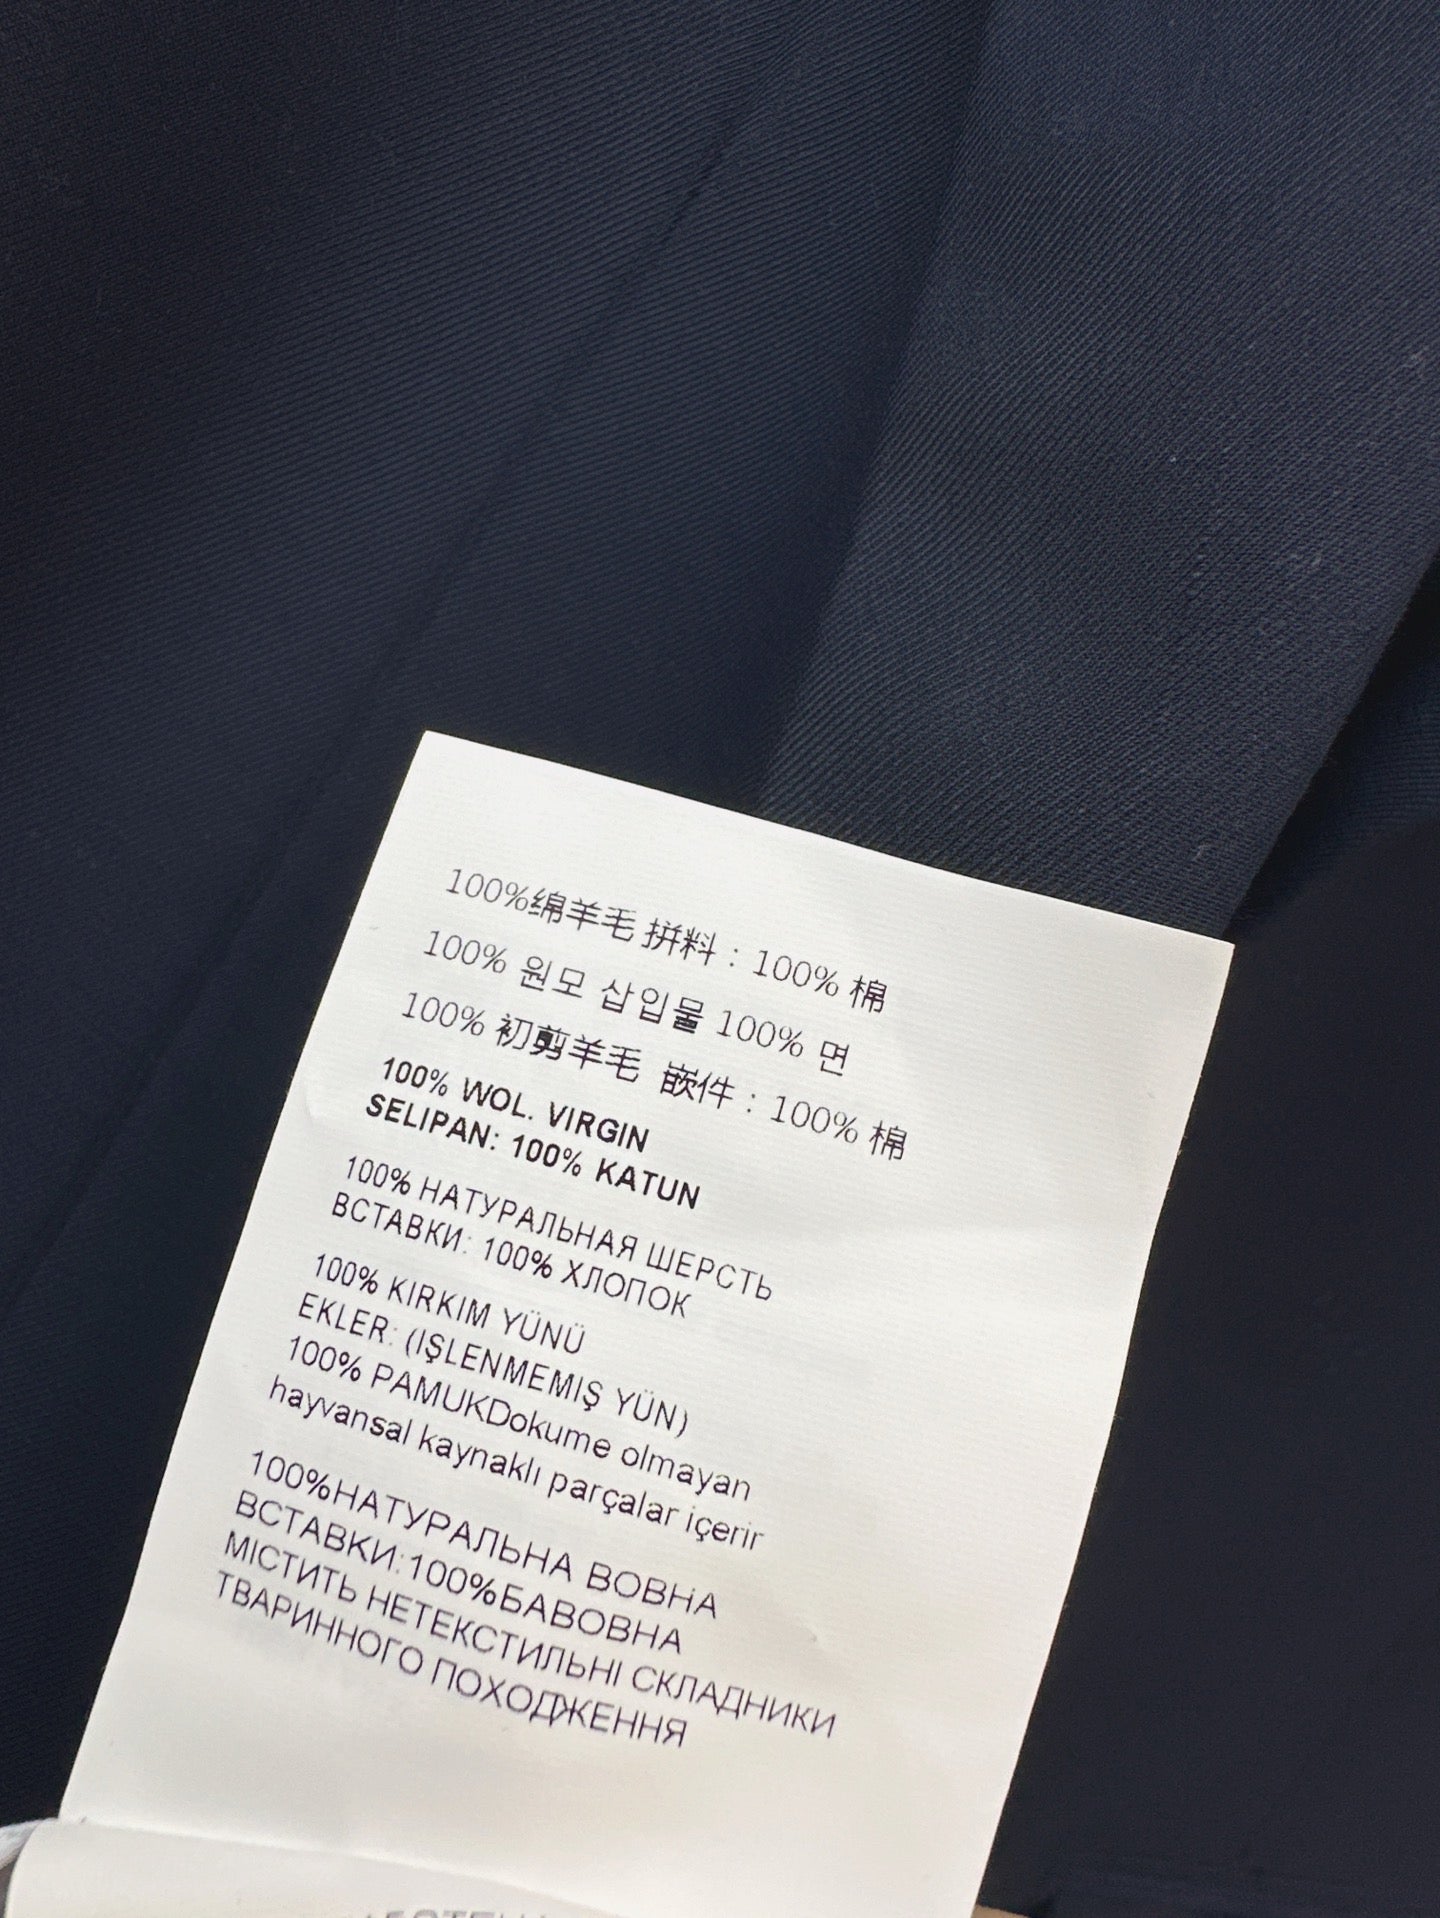 100%绵羊毛 拼料：100% 棉
100% 원모 삽입물 100% 면
100% 初剪羊毛 嵌件：100% 棉
100% WOL. VIRGIN
SELIPAN: 100% KATUN
100% НАТУРАЛЬНАЯ ШЕРСТЬ
ВСТАВКИ: 100% ХЛОПОК
100% KIRKIM YÜNÜ
EKLER: (IŞLENMEMIŞ YÜN)
100% PAMUKDokume olmayan
hayvansal kaynaklı parçalar içerir
100%НАТУРАЛЬНА ВОВНА
ВСТАВКИ:100%БАВОВНА
МІСТИТЬ НЕТЕКСТИЛЬНІ СКЛАДНИКИ
ТВАРИННОГО ПОХОДЖЕННЯ